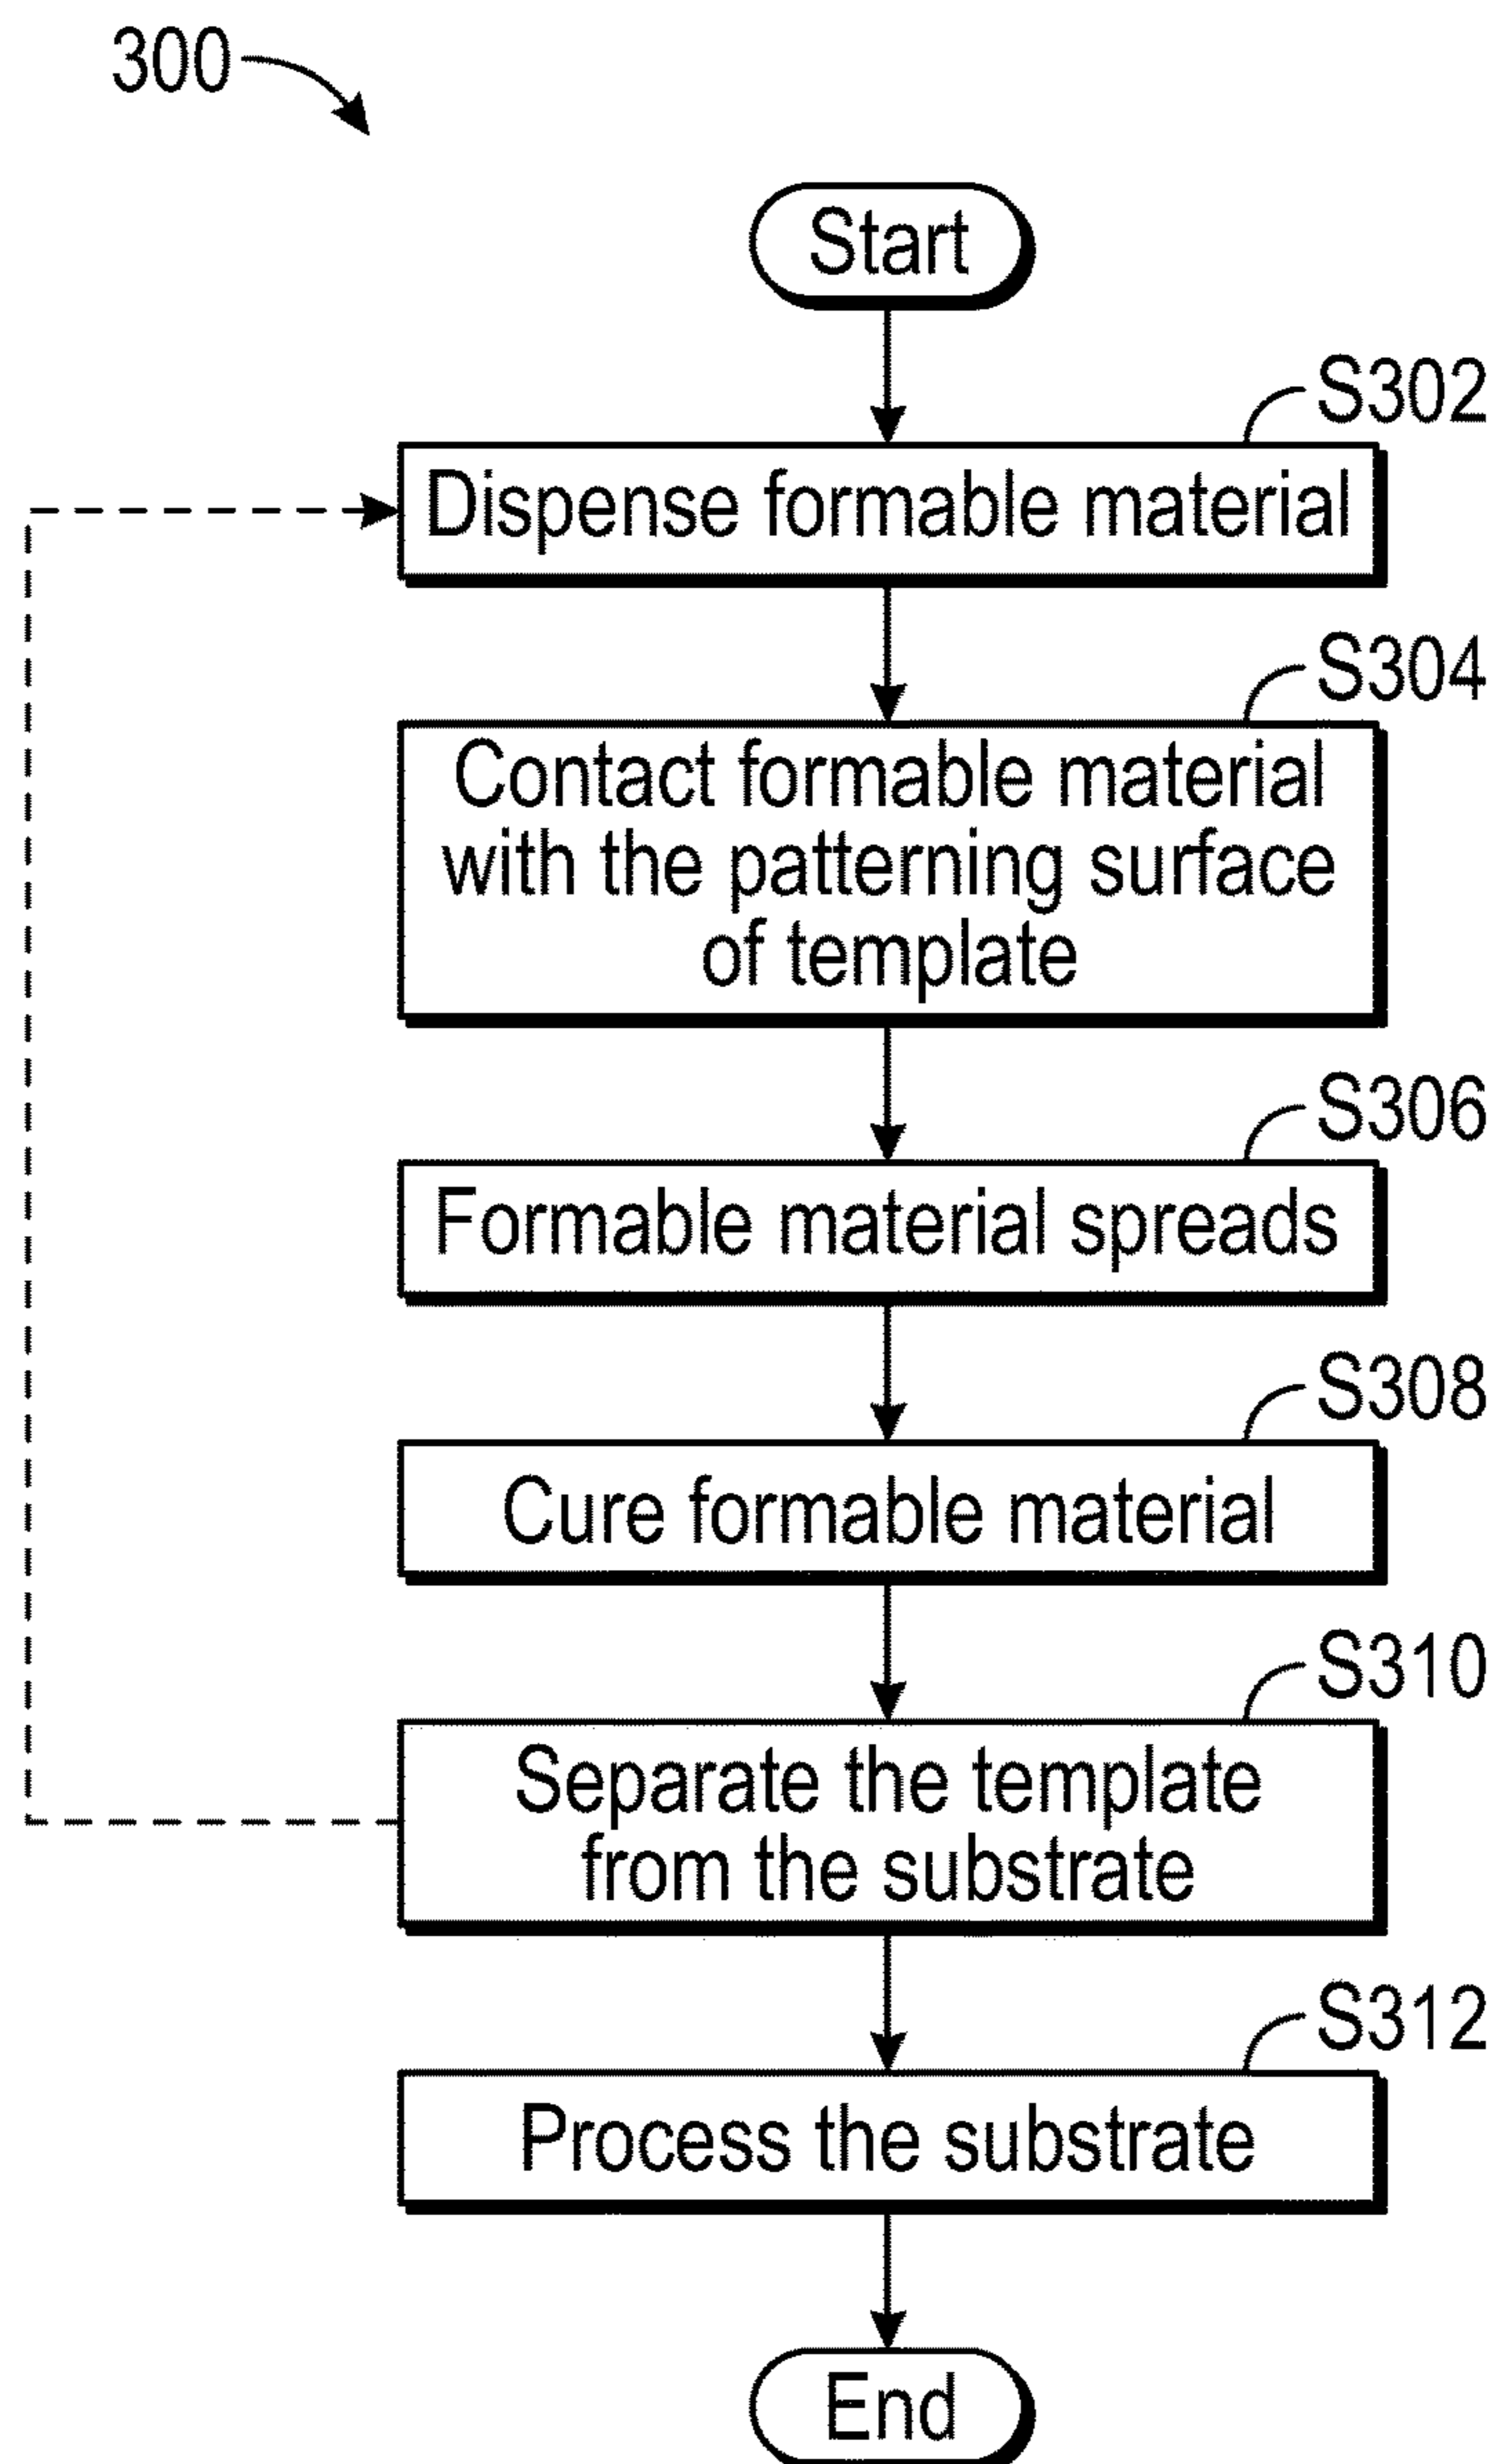 300
Start
S302
Dispense formable material
S304
Contact formable material
with the patterning surface
of template
S306
Formable material spreads
S308
Cure formable material
S310
Separate the template
from the substrate
S312
Process the substrate
End